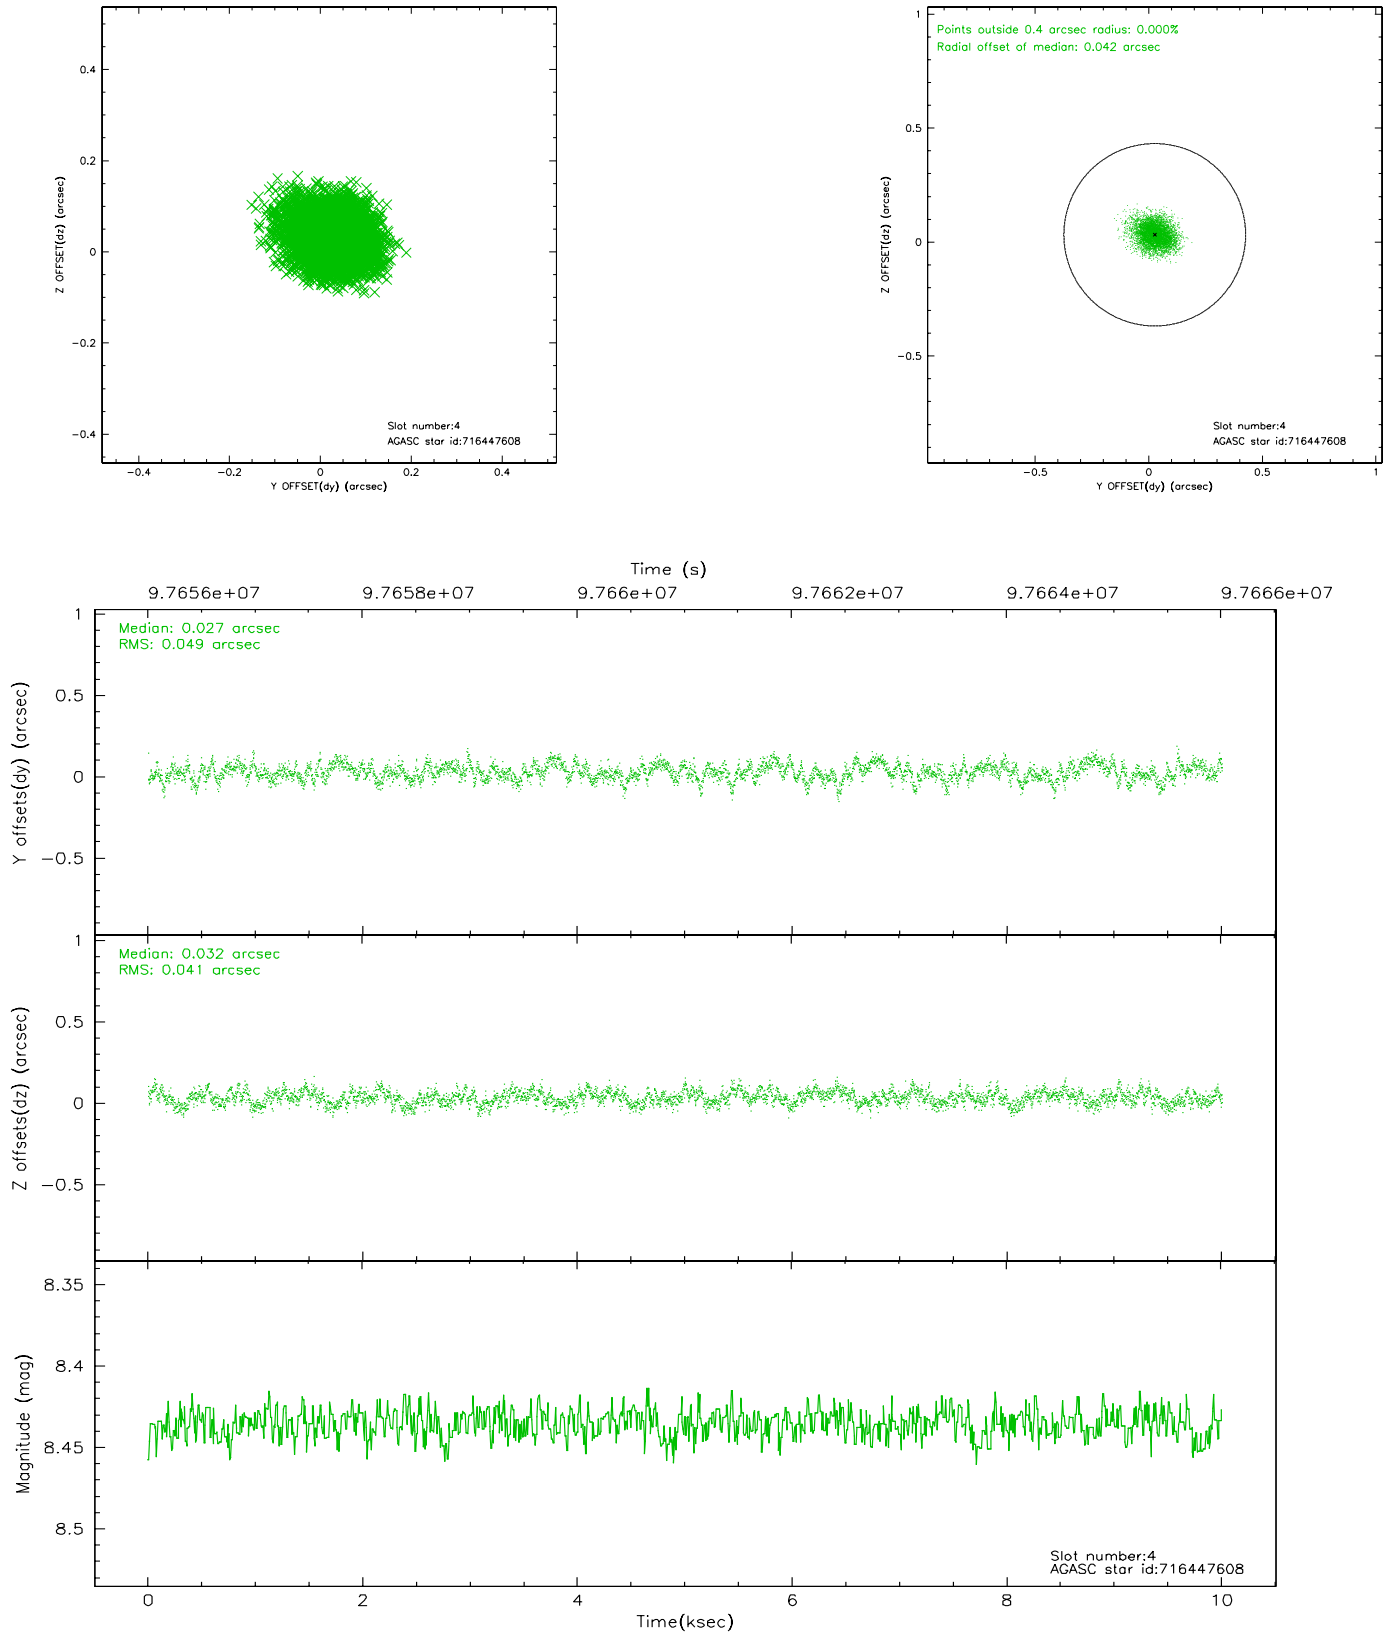 0.4
0.2
0
−0.2
−0.4
−0.4
−0.2
0
0.2
0.4
Z OFFSET(dz) (arcsec)
Y OFFSET(dy) (arcsec)
Slot number:4
AGASC star id:716447608
Points outside 0.4 arcsec radius: 0.000%
Radial offset of median: 0.042 arcsec
1
0.5
0
−0.5
−0.5
0
0.5
1
Z OFFSET(dz) (arcsec)
Y OFFSET(dy) (arcsec)
Slot number:4
AGASC star id:716447608
Time (s)
9.7656e+07
9.7658e+07
9.766e+07
9.7662e+07
9.7664e+07
9.7666e+07
Median: 0.027 arcsec
RMS: 0.049 arcsec
1
0.5
0
−0.5
Y offsets(dy) (arcsec)
Median: 0.032 arcsec
RMS: 0.041 arcsec
1
0.5
0
−0.5
Z offsets(dz) (arcsec)
8.35
8.4
8.45
8.5
Magnitude (mag)
Slot number:4
AGASC star id:716447608
0
2
4
6
8
10
Time(ksec)